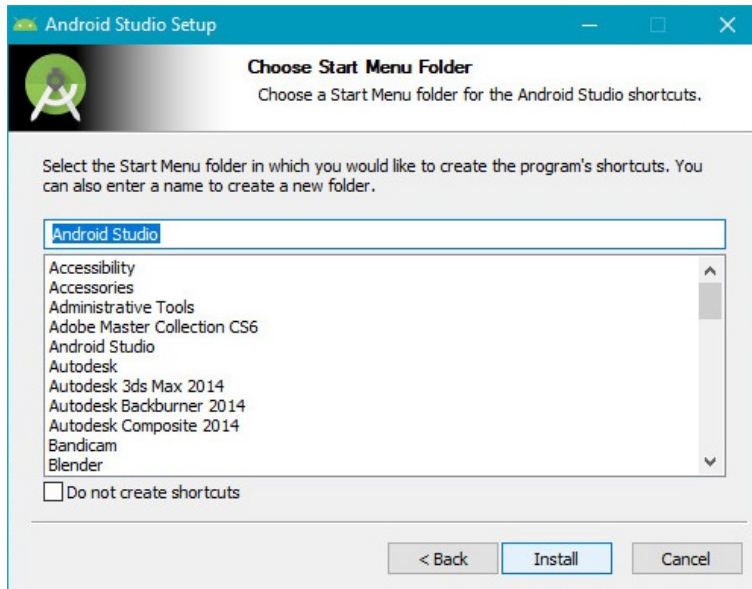 Android Studio Setup
Choose Start Menu Folder
Choose a Start Menu folder for the Android Studio shortcuts.
Select the Start Menu folder in which you would like to create the program's shortcuts. You
can also enter a name to create a new folder.
Android Studio
Accessibility
Accessories
Administrative Tools
Adobe Master Collection CS6
Android Studio
Autodesk
Autodesk 3ds Max 2014
Autodesk Backburner 2014
Autodesk Composite 2014
Bandicam
Blender
Do not create shortcuts
< Back
Install
Cancel